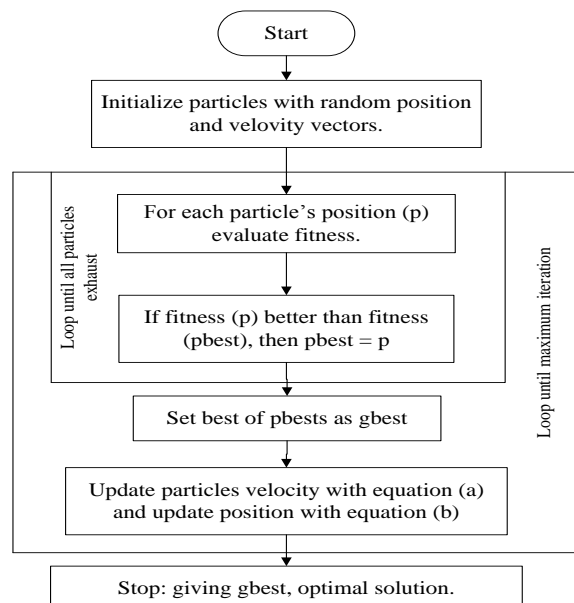 Start
Initialize particles with random position
and velovity vectors.
For each particle's position (p)
evaluate fitness.
Loop until all particles
exhaust
If fitness (p) better than fitness
(pbest), then pbest = p
Loop until maximum iteration
Set best of pbests as gbest
Update particles velocity with equation (a)
and update position with equation (b)
Stop: giving gbest, optimal solution.